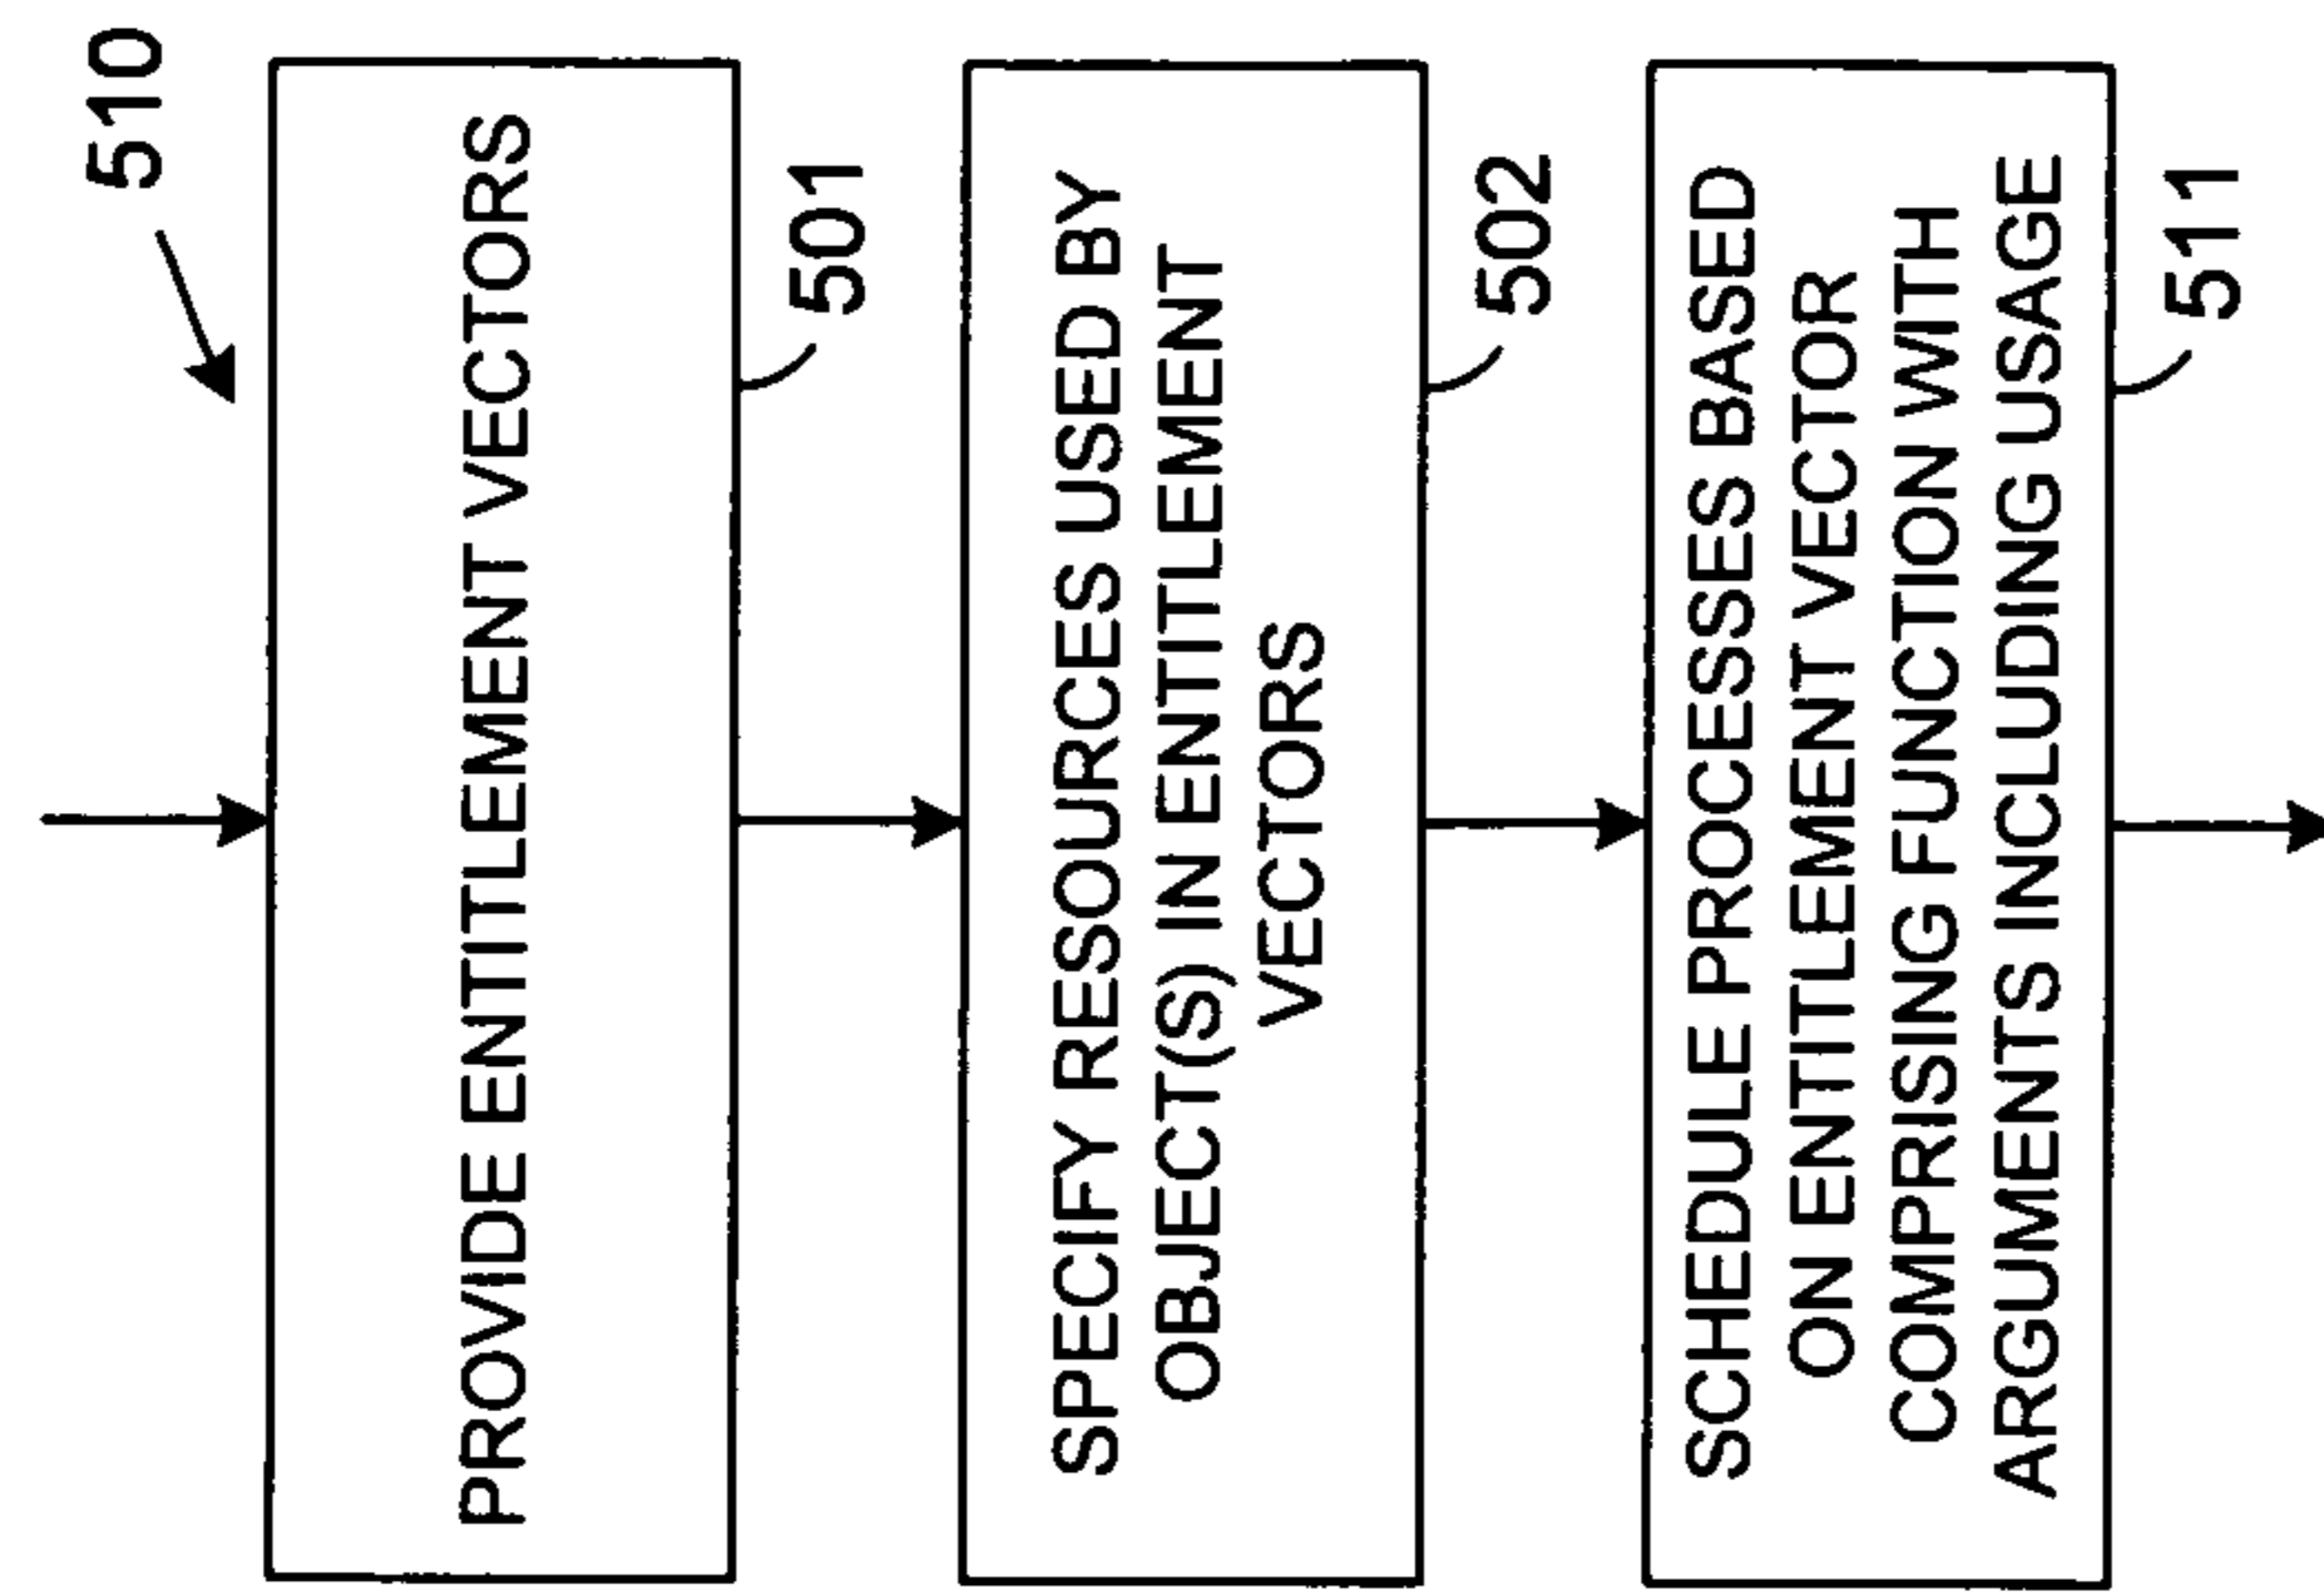 510
PROVIDE ENTITLEMENT VECTORS
501
SPECIFY RESOURCES USED BY
OBJECT(S) IN ENTITLEMENT
VECTORS
502
SCHEDULE PROCESSES BASED
ON ENTITLEMENT VECTOR
COMPRISING FUNCTION WITH
ARGUMENTS INCLUDING USAGE
511